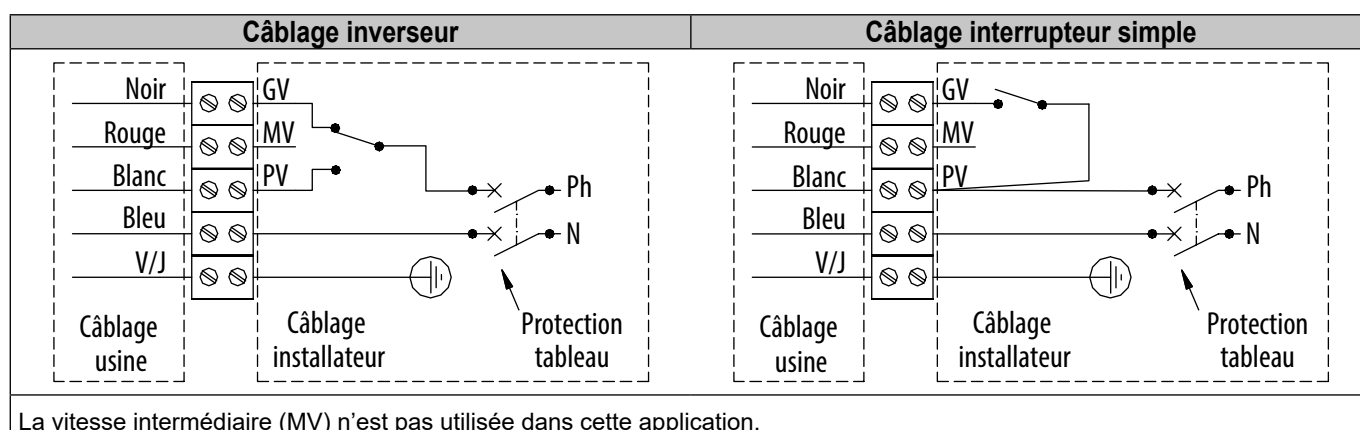 Câblage inverseur
Noir
GV
Rouge
MV
Blanc
PV
Ph
Bleu
N
V/J
Câblage
usine
Câblage
installateur
Protection
tableau
Câblage interrupteur simple
Noir
GV
Rouge
MV
Blanc
PV
Ph
Bleu
N
V/J
Câblage
usine
Câblage
installateur
Protection
tableau
La vitesse intermédiaire (MV) n’est pas utilisée dans cette application.